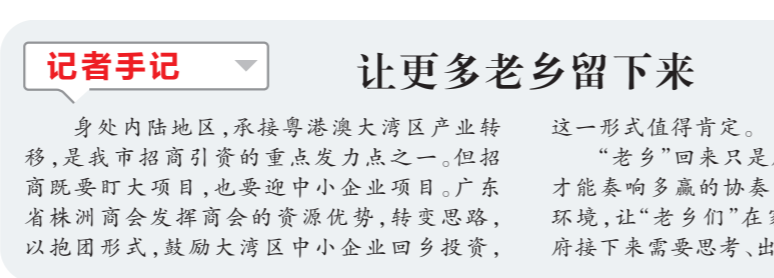 记者手记
让更多老乡留下来
身处内陆地区,承接粤港澳大湾区产业转
移,是我市招商引资的重点发力点之一。但招
商既要盯大项目,也要迎中小企业项目。广东
省株洲商会发挥商会的资源优势,转变思路,
以抱团形式,鼓励大湾区中小企业回乡投资,
这一形式值得肯定。
“老乡”回来只是
才能奏响多赢的协奏
环境,让“老乡们”在
府接下来需要思考、出